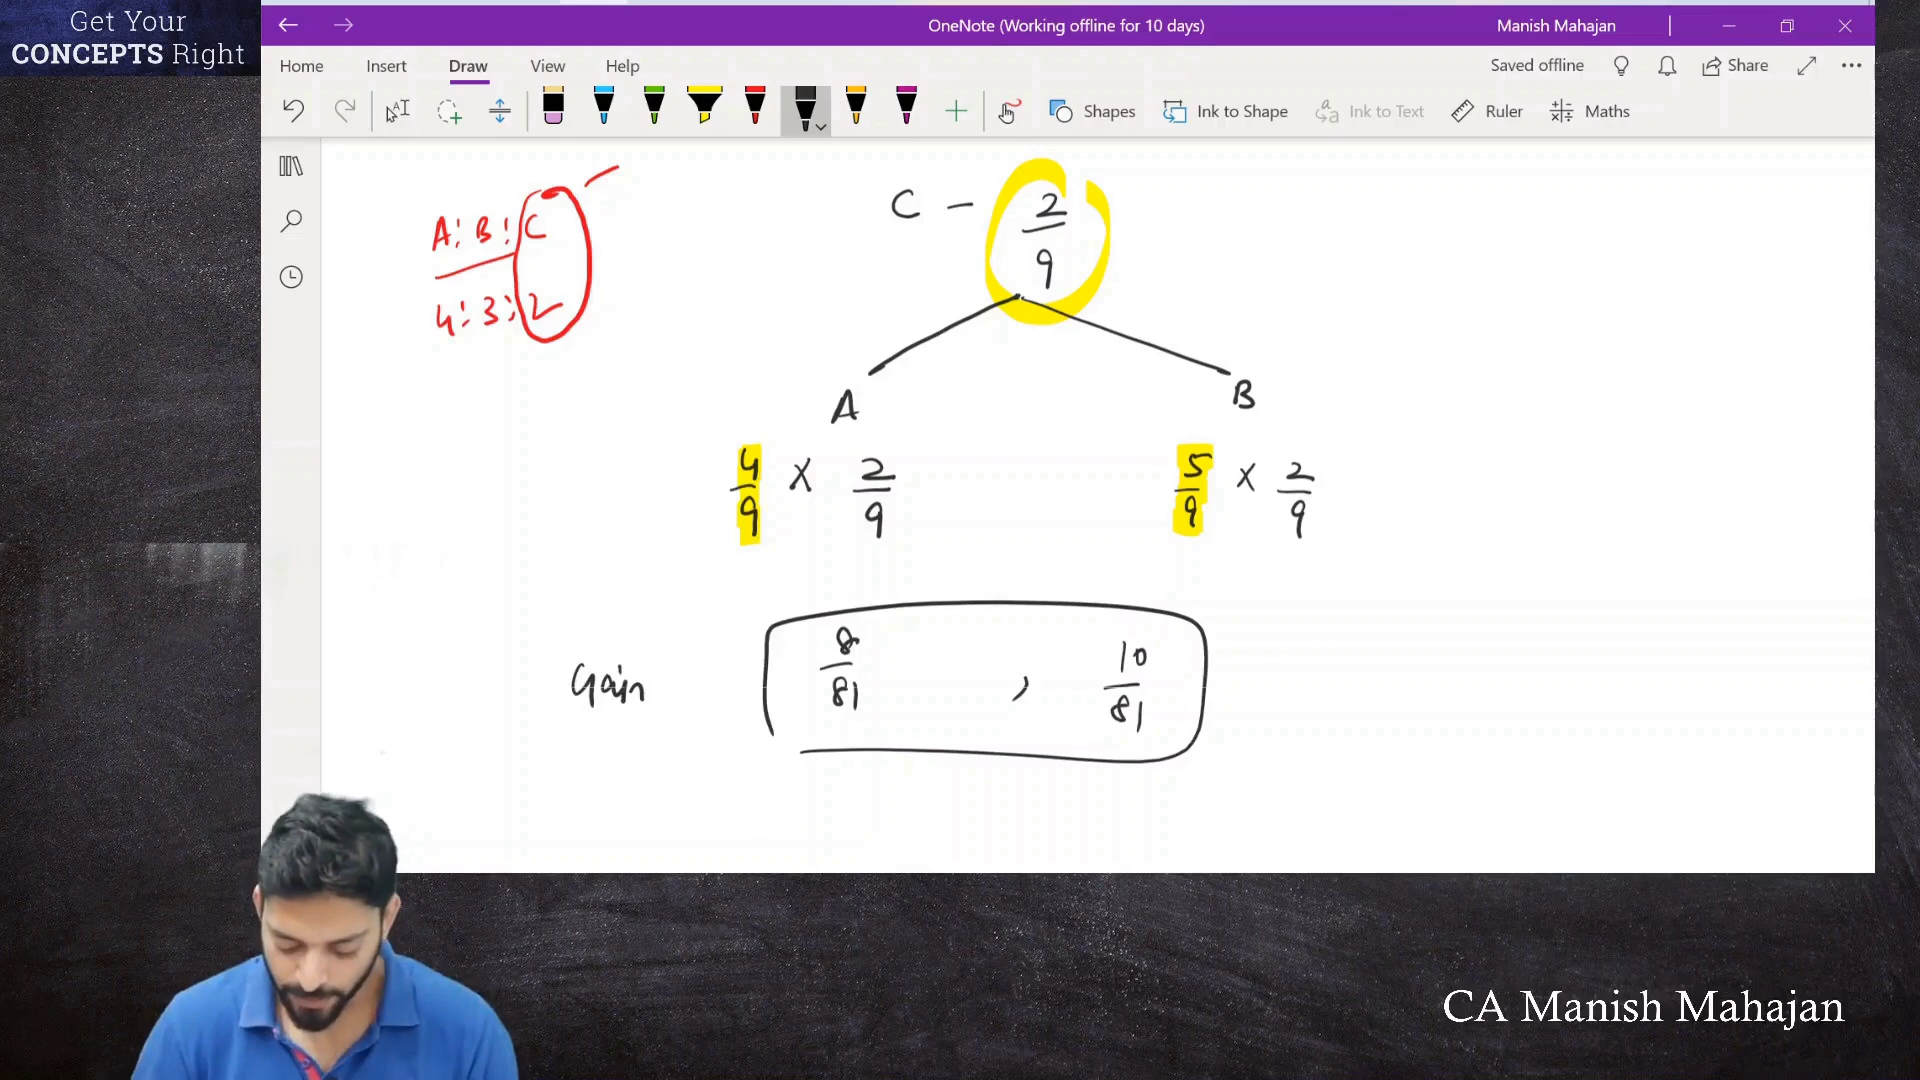 Get Your
CONCEPTS Right
OneNote (Working offline for 10 days)
Manish Mahajan
Home Insert Draw View Help
Saved offline
Share
Shapes
Ink to Shape
Ink to Text
Ruler
Maths
A : B : C
4 : 3 : 2
C - 2/9
A
B
4/9 X 2/9
5/9 X 2/9
Gain 8/81 , 10/81
CA Manish Mahajan